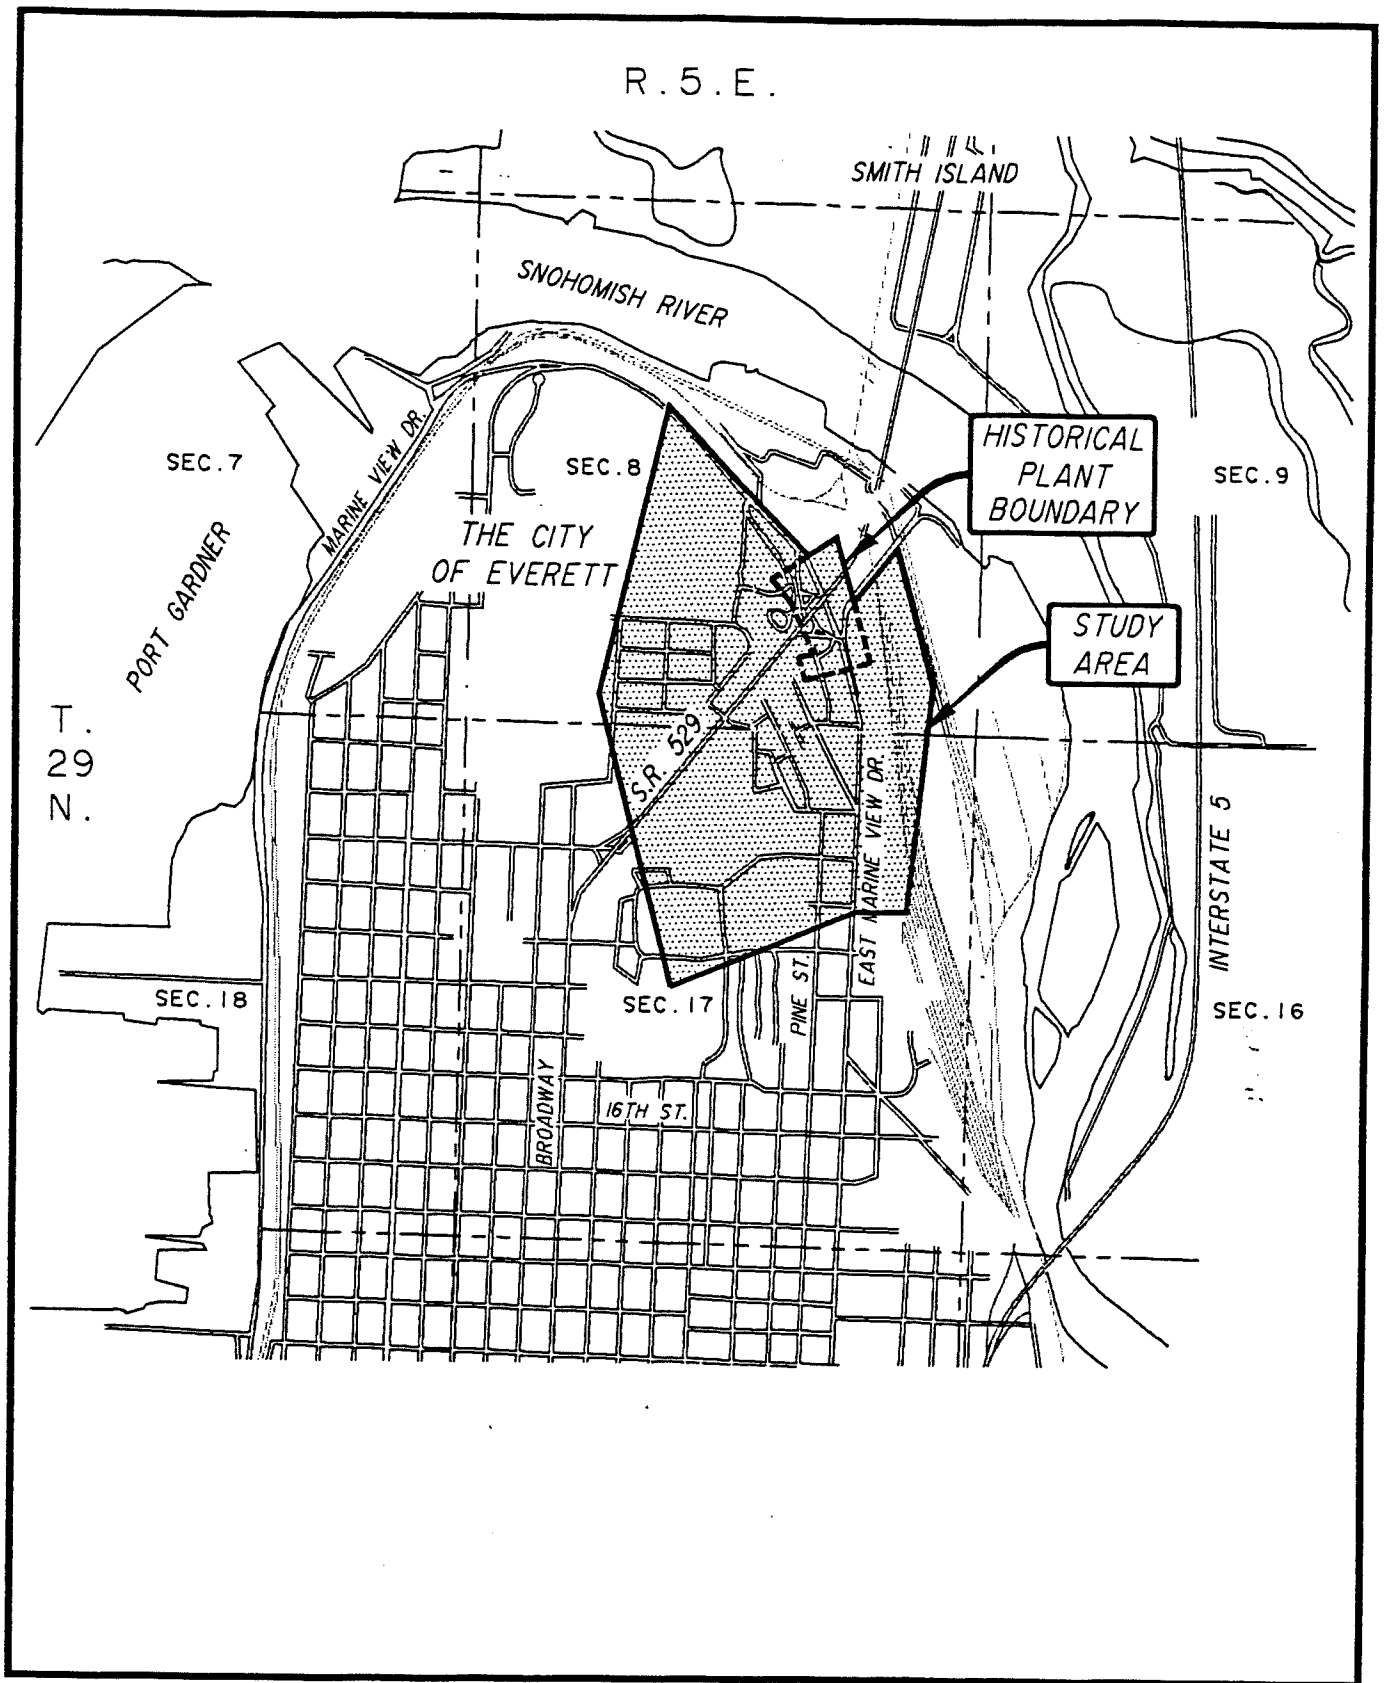 R.5.E.
SMITH ISLAND
SNOHOMISH RIVER
HISTORICAL
PLANT
BOUNDARY
MARINE VIEW DR.
SEC.7
SEC.8
SEC.9
THE CITY
OF EVERETT
PORT GARDNER
STUDY
AREA
T.
29
N.
S.R. 529
EAST MARINE VIEW DR.
INTERSTATE 5
PINE ST.
SEC.18
SEC.17
SEC.16
BROADWAY
16TH ST.